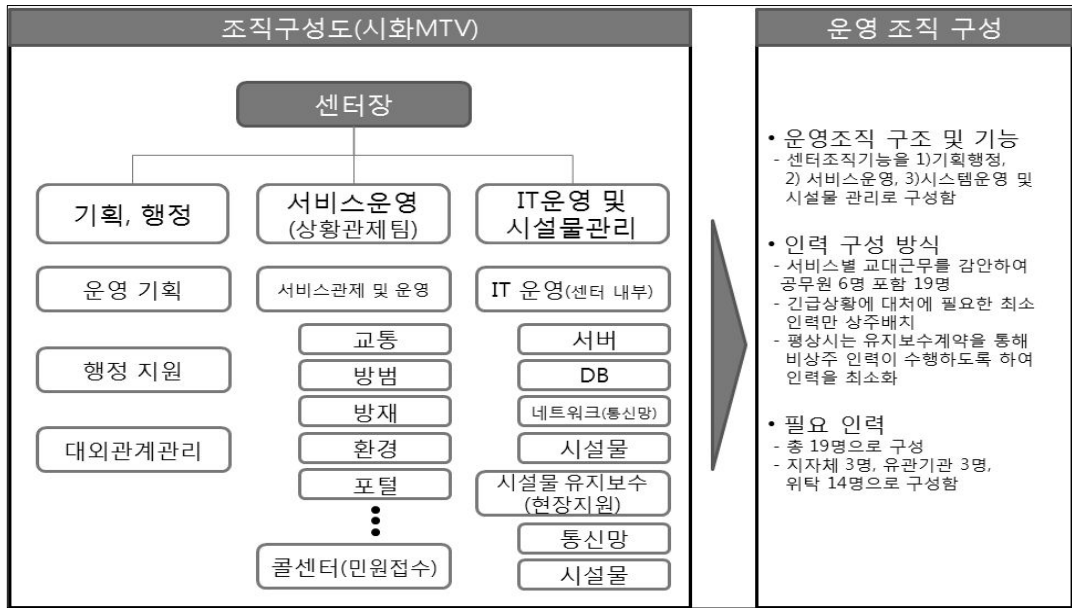 조직구성도(시화MTV)
센터장
기획, 행정
운영 기획
행정 지원
대외관계관리
서비스운영
(상황관제팀)
서비스관제 및 운영
교통
방범
방재
환경
포털
콜센터(민원접수)
IT운영 및
시설물관리
IT 운영(센터 내부)
서버
DB
네트워크(통신망)
시설물
시설물 유지보수
(현장지원)
통신망
시설물
운영 조직 구성
• 운영조직 구조 및 기능
- 센터조직기능을 1)기획행정,
2) 서비스운영, 3)시스템운영 및
시설물 관리로 구성함
• 인력 구성 방식
- 서비스별 교대근무를 감안하여
공무원 6명 포함 19명
- 긴급상황에 대처에 필요한 최소
인력만 상주배치
- 평상시는 유지보수계약을 통해
비상주 인력이 수행하도록 하여
인력을 최소화
• 필요 인력
- 총 19명으로 구성
- 지자체 3명, 유관기관 3명,
위탁 14명으로 구성함